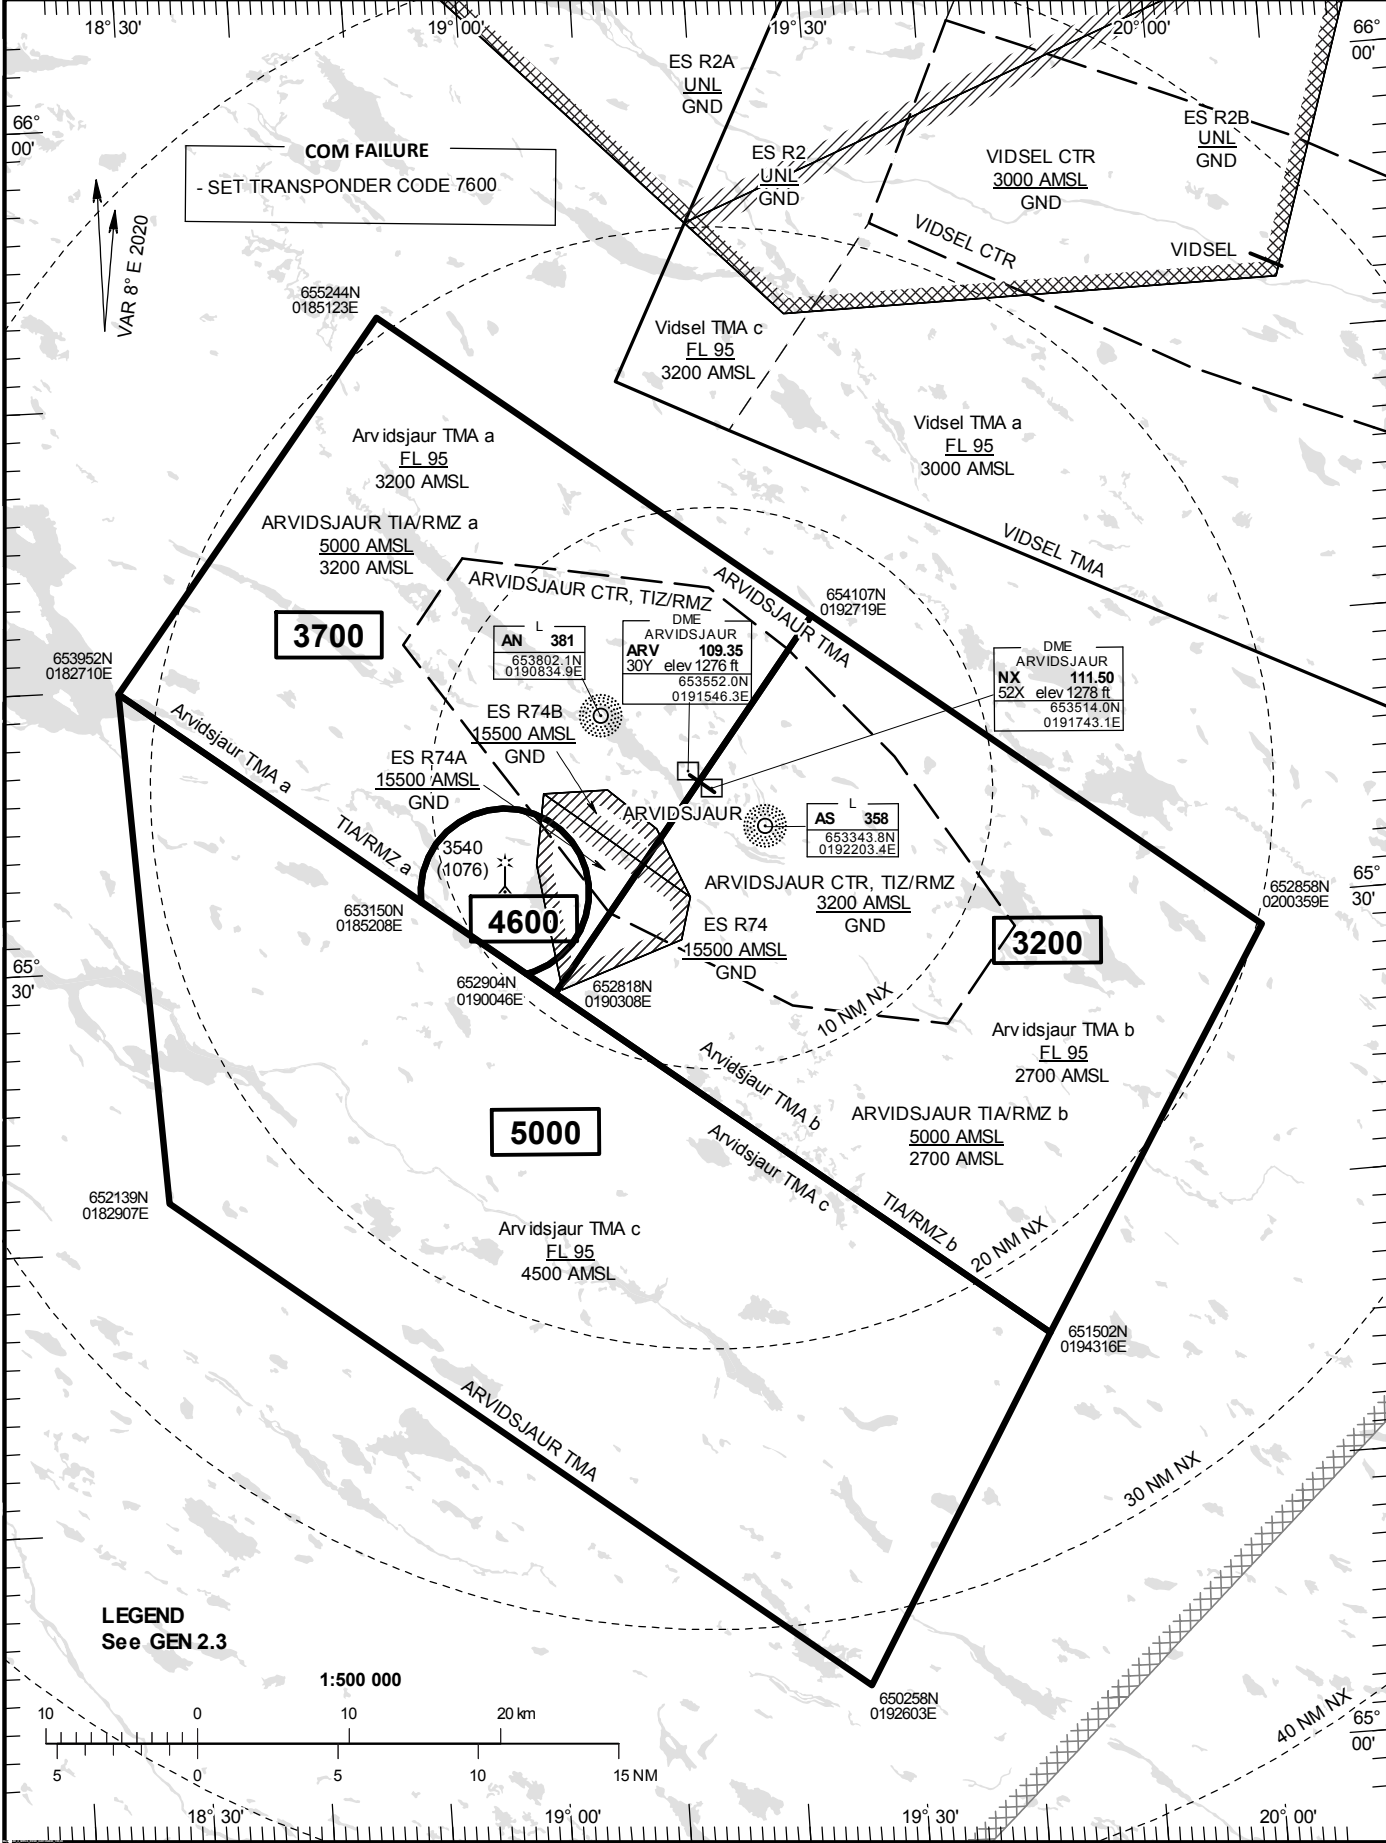 18° 30'
19° 00'
19° 30'
20° 00'
66°
00'
66°
00'
COM FAILURE
- SET TRANSPONDER CODE 7600
VAR 8° E 2020
ES R2A
UNL
GND
ES R2
UNL
GND
VIDSEL CTR
3000 AMSL
GND
ES R2B
UNL
GND
VIDSEL CTR
VIDSEL
655244N
0185123E
Vidsel TMA c
FL 95
3200 AMSL
Vidsel TMA a
FL 95
3000 AMSL
VIDSEL TMA
Arvidsjaur TMA a
FL 95
3200 AMSL
ARVIDSJAUR TIA/RMZ a
5000 AMSL
3200 AMSL
3700
ARVIDSJAUR CTR, TIZ/RMZ
ARVIDSJAUR TMA
654107N
0192719E
653952N
0182710E
L
AN 381
653802.1N
0190834.9E
DME
ARVIDSJAUR
ARV 109.35
30Y elev 1276 ft
653552.0N
0191546.3E
DME
ARVIDSJAUR
NX 111.50
52X elev 1278 ft
653514.0N
0191743.1E
Arvidsjaur TMA a
TIA/RMZ a
ES R74B
15500 AMSL
GND
ES R74A
15500 AMSL
GND
ARVIDSJAUR
L
AS 358
653343.8N
0192203.4E
3540
(1076)
4600
ARVIDSJAUR CTR, TIZ/RMZ
3200 AMSL
GND
ES R74
15500 AMSL
GND
3200
652858N
0200359E
65°
30'
65°
30'
653150N
0185208E
652904N
0190046E
652818N
0190308E
10 NM NX
Arvidsjaur TMA b
FL 95
2700 AMSL
ARVIDSJAUR TIA/RMZ b
5000 AMSL
2700 AMSL
Arvidsjaur TMA b
Arvidsjaur TMA c
TIA/RMZ b
20 NM NX
5000
652139N
0182907E
Arvidsjaur TMA c
FL 95
4500 AMSL
651502N
0194316E
ARVIDSJAUR TMA
30 NM NX
LEGEND
See GEN 2.3
1:500 000
10 0 10 20 km
5 0 5 10 15 NM
650258N
0192603E
40 NM NX
65°
00'
18° 30'
19° 00'
19° 30'
20° 00'